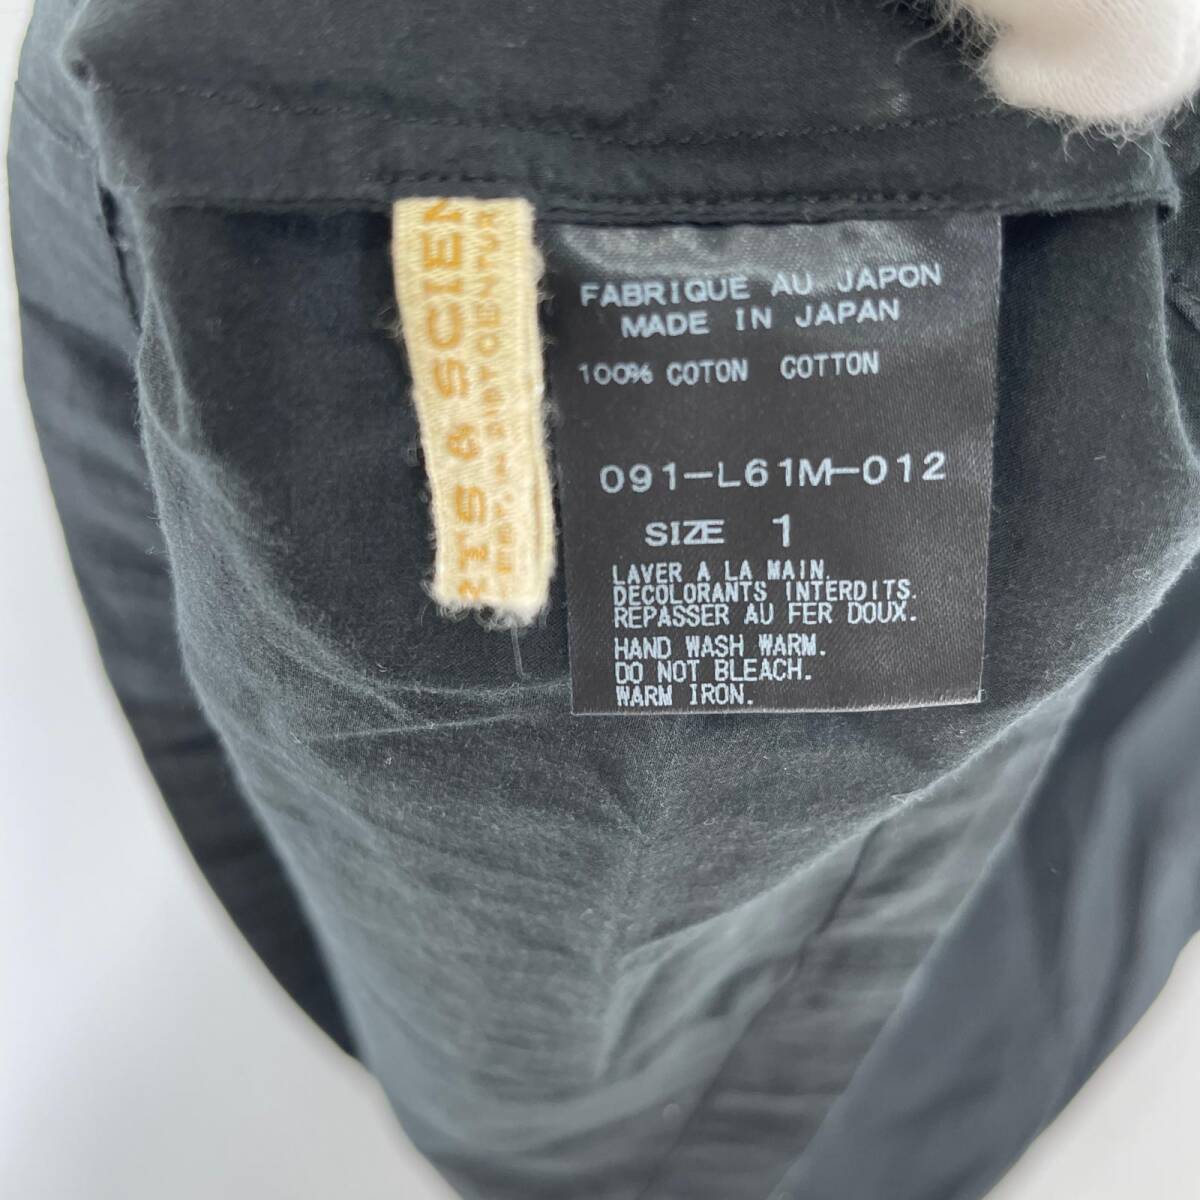 & SCIEN
FABRIQUE AU JAPON
MADE IN JAPAN
100% COTON COTTON
091-L61M-012
SIZE 1
LAVER A LA MAIN.
DECOLORANTS INTERDITS.
REPASSER AU FER DOUX.
HAND WASH WARM.
DO NOT BLEACH.
WARM IRON.